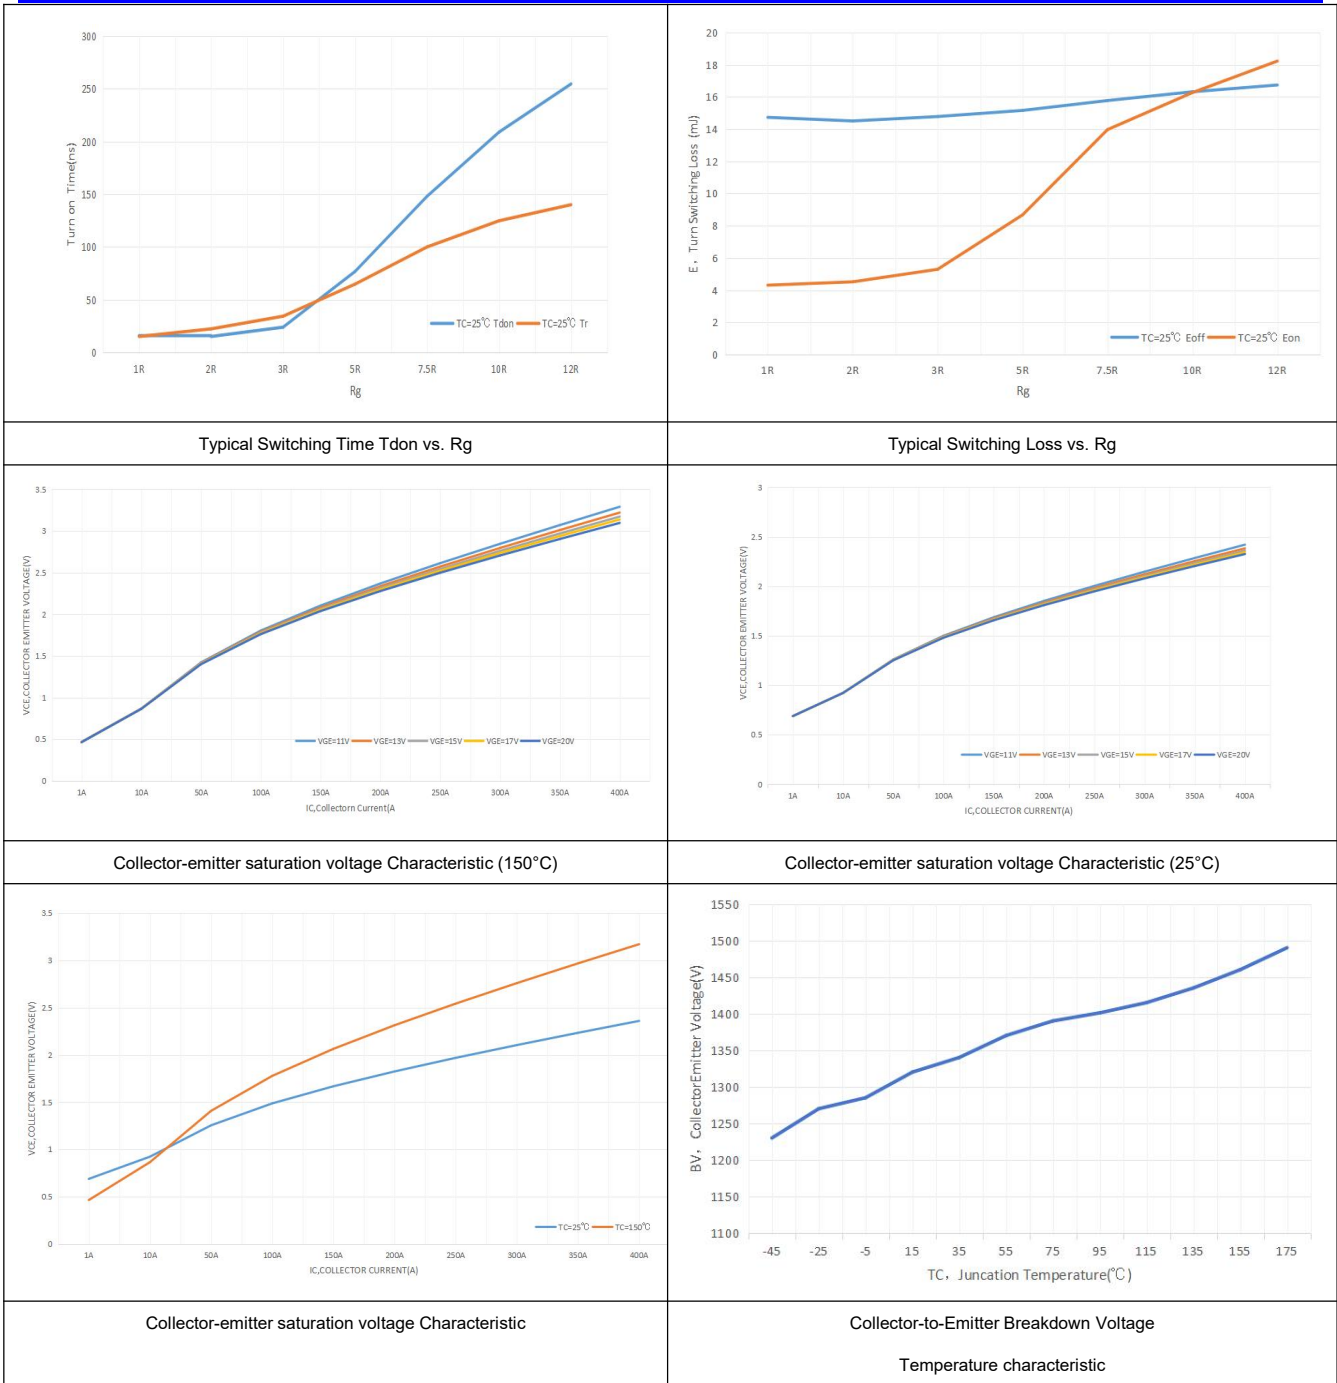 300
250
200
150
100
50
0
Turn on Time(ns)
TC=25℃ Tdon TC=25℃ Tr
1R 2R 3R 5R 7.5R 10R 12R
Rg
20
18
16
14
12
10
8
6
4
2
0
E, Turn Switching Loss (mJ)
TC=25℃ Eoff TC=25℃ Eon
1R 2R 3R 5R 7.5R 10R 12R
Rg
Typical Switching Time Tdon vs. Rg
Typical Switching Loss vs. Rg
3.5
3
2.5
2
1.5
1
0.5
0
VCE,COLLECTOR EMITTER VOLTAGE(V)
VGE=11V VGE=13V VGE=15V VGE=17V VGE=20V
1A 10A 50A 100A 150A 200A 250A 300A 350A 400A
IC,Collectorn Current(A
3
2.5
2
1.5
1
0.5
0
VCE,COLLECTOR EMITTER VOLTAGE(V)
VGE=11V VGE=13V VGE=15V VGE=17V VGE=20V
1A 10A 50A 100A 150A 200A 250A 300A 350A 400A
IC,COLLECTOR CURRENT(A)
Collector-emitter saturation voltage Characteristic (150°C)
Collector-emitter saturation voltage Characteristic (25°C)
3.5
3
2.5
2
1.5
1
0.5
0
VCE,COLLECTOR EMITTER VOLTAGE(V)
TC=25℃ TC=150℃
1A 10A 50A 100A 150A 200A 250A 300A 350A 400A
IC,COLLECTOR CURRENT(A)
1550
1500
1450
1400
1350
1300
1250
1200
1150
1100
BV, CollectorEmitter Voltage(V)
-45 -25 -5 15 35 55 75 95 115 135 155 175
TC, Juncation Temperature(℃)
Collector-emitter saturation voltage Characteristic
Collector-to-Emitter Breakdown Voltage
Temperature characteristic